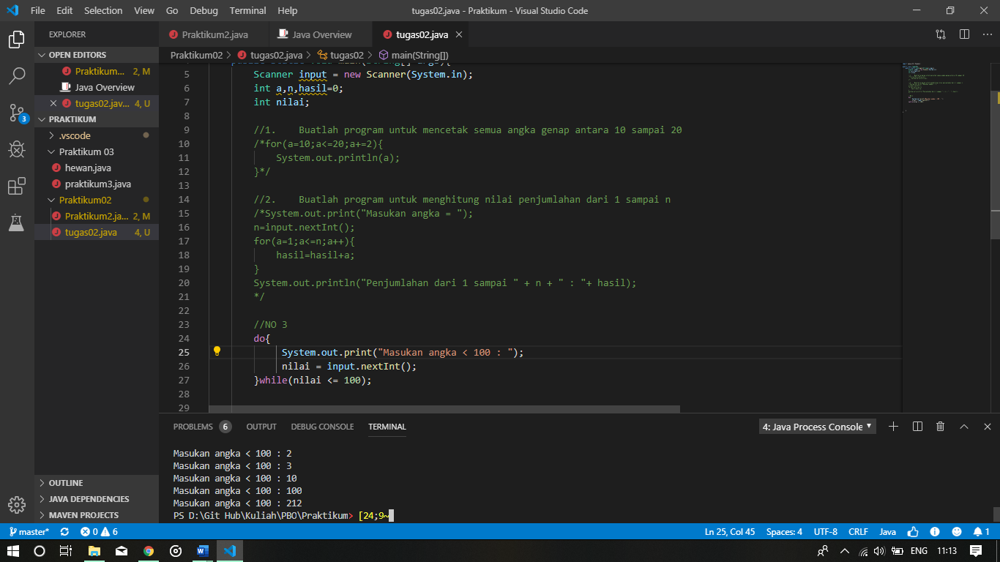 File Edit Selection View Go Debug Terminal Help
tugas02.java - Praktikum - Visual Studio Code
EXPLORER
OPEN EDITORS
Praktikum... 2, M
Java Overview
tugas02.jav... 4, U
PRAKTIKUM
.vscode
Praktikum 03
hewan.java
praktikum3.java
Praktikum02
Praktikum2.ja... 2, M
tugas02.java 4, U
OUTLINE
JAVA DEPENDENCIES
MAVEN PROJECTS
3
Praktikum2.java Java Overview tugas02.java
Praktikum02 > tugas02.java > tugas02 > main(String[])
public static void main(String[] args){
5 Scanner input = new Scanner(System.in);
6 int a,n,hasil=0;
7 int nilai;
8
9 //1. Buatlah program untuk mencetak semua angka genap antara 10 sampai 20
10 /*for(a=10;a<=20;a+=2){
11 System.out.println(a);
12 }*/
13
14 //2. Buatlah program untuk menghitung nilai penjumlahan dari 1 sampai n
15 /*System.out.print("Masukan angka = ");
16 n=input.nextInt();
17 for(a=1;a<=n;a++){
18 hasil=hasil+a;
19 }
20 System.out.println("Penjumlahan dari 1 sampai " + n + " : "+ hasil);
21 */
22
23 //NO 3
24 do{
25 System.out.print("Masukan angka < 100 : ");
26 nilai = input.nextInt();
27 }while(nilai <= 100);
28
29
PROBLEMS 6 OUTPUT DEBUG CONSOLE TERMINAL
4: Java Process Console
Masukan angka < 100 : 2
Masukan angka < 100 : 3
Masukan angka < 100 : 10
Masukan angka < 100 : 100
Masukan angka < 100 : 212
PS D:\Git Hub\Kuliah\PBO\Praktikum> [24;9~
master* 0 6
Ln 25, Col 45 Spaces: 4 UTF-8 CRLF Java 1
ENG 11:13